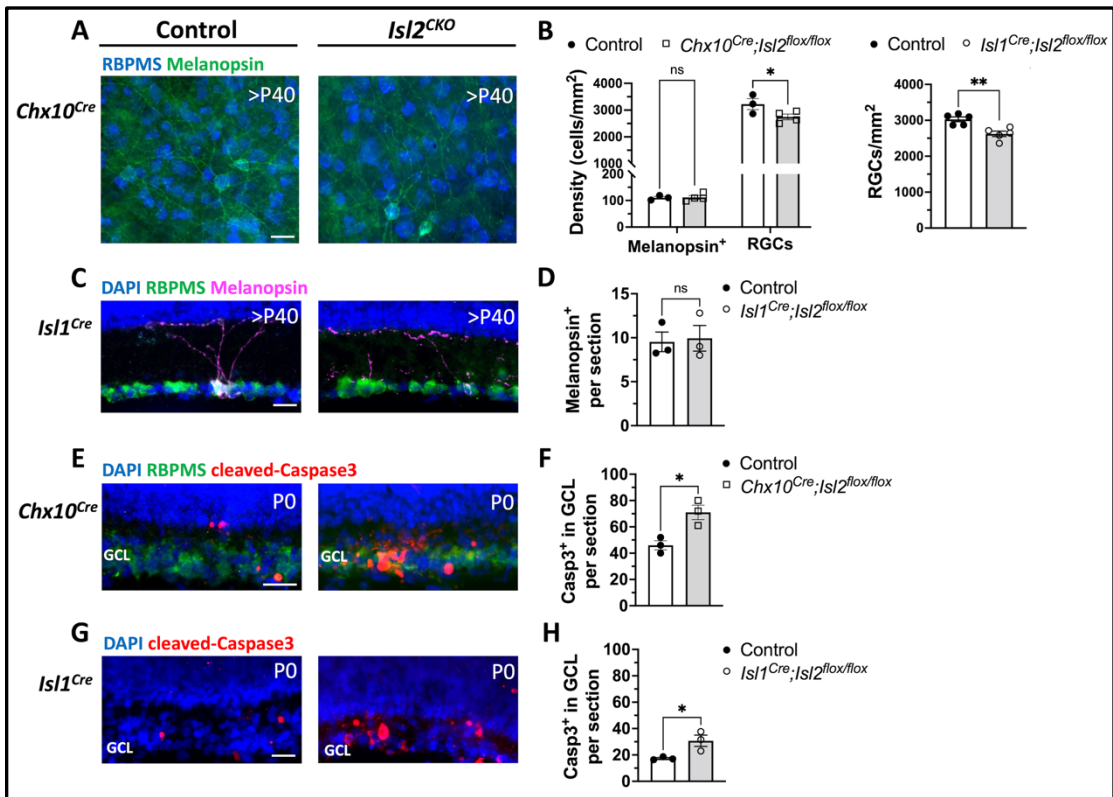 Control
Isl2CKO
A
RBPMS Melanopsin
Chx10Cre
>P40
>P40
B
● Control □ Chx10Cre;Isl2flox/flox
Density (cells/mm2)
4000
3000
2000
1000
200
100
0
ns
*
Melanopsin+
RGCs
● Control ○ Isl1Cre;Isl2flox/flox
RGCs/mm2
4000
3000
2000
1000
0
**
C
DAPI RBPMS Melanopsin
Isl1Cre
>P40
>P40
D
● Control
○ Isl1Cre;Isl2flox/flox
Melanopsin+
per section
15
10
5
0
ns
E
DAPI RBPMS cleaved-Caspase3
Chx10Cre
P0
GCL
P0
GCL
F
● Control
□ Chx10Cre;Isl2flox/flox
Casp3+ in GCL
per section
100
80
60
40
20
0
*
G
DAPI cleaved-Caspase3
Isl1Cre
P0
GCL
P0
GCL
H
● Control
○ Isl1Cre;Isl2flox/flox
Casp3+ in GCL
per section
100
80
60
40
20
0
*